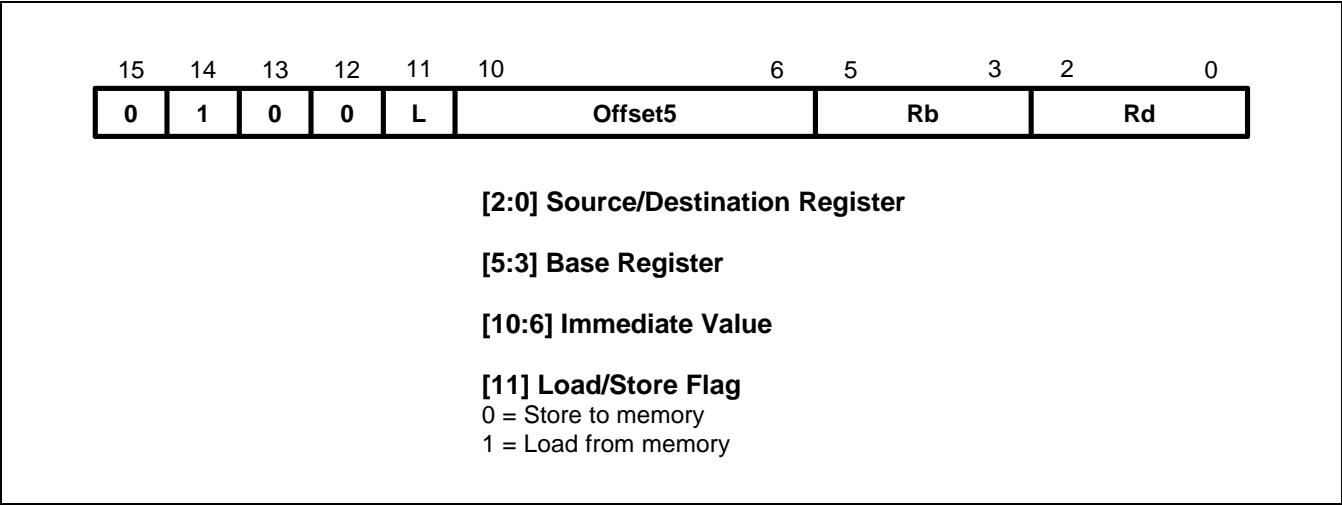 15 14 13 12 11 10 6 5 3 2 0
0 1 0 0 L Offset5 Rb Rd
[2:0] Source/Destination Register
[5:3] Base Register
[10:6] Immediate Value
[11] Load/Store Flag
0 = Store to memory
1 = Load from memory